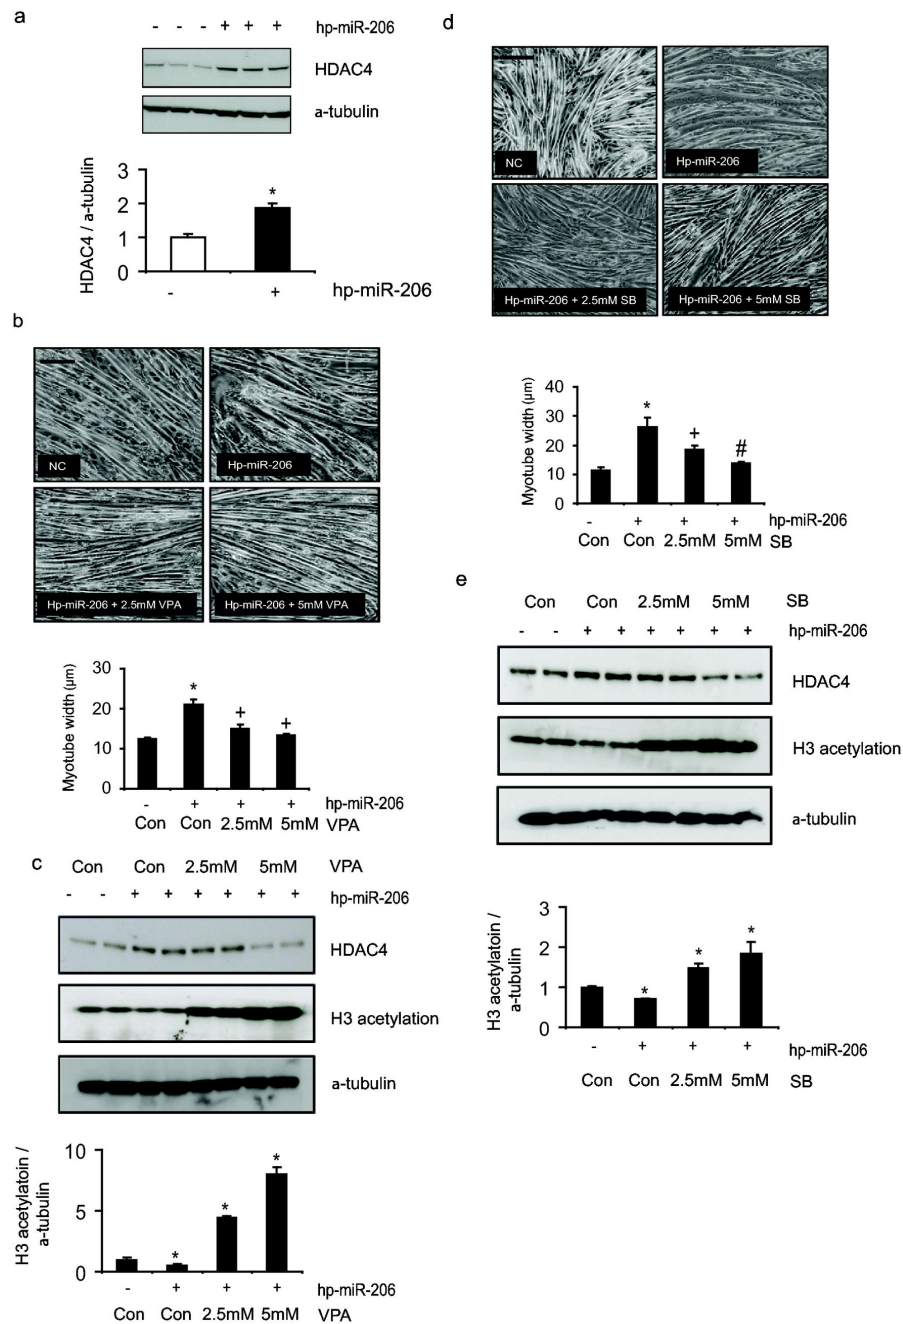 a
- - - + + + hp-miR-206
HDAC4
a-tubulin
HDAC4 / a-tubulin
3
2
1
0
*
- + hp-miR-206
b
NC
Hp-miR-206
Hp-miR-206 + 2.5mM VPA
Hp-miR-206 + 5mM VPA
Myotube width (µm)
30
20
10
0
* + +
- + + + hp-miR-206
Con Con 2.5mM 5mM VPA
c
Con Con 2.5mM 5mM VPA
- - + + + + + + hp-miR-206
HDAC4
H3 acetylation
a-tubulin
H3 acetylatoin /
a-tubulin
10
5
0
* * *
- + + + hp-miR-206
Con Con 2.5mM 5mM VPA
d
NC
Hp-miR-206
Hp-miR-206 + 2.5mM SB
Hp-miR-206 + 5mM SB
Myotube width (µm)
40
30
20
10
0
* + #
- + + + hp-miR-206
Con Con 2.5mM 5mM SB
e
Con Con 2.5mM 5mM SB
- - + + + + + + hp-miR-206
HDAC4
H3 acetylation
a-tubulin
H3 acetylatoin /
a-tubulin
3
2
1
0
* * *
- + + + hp-miR-206
Con Con 2.5mM 5mM SB